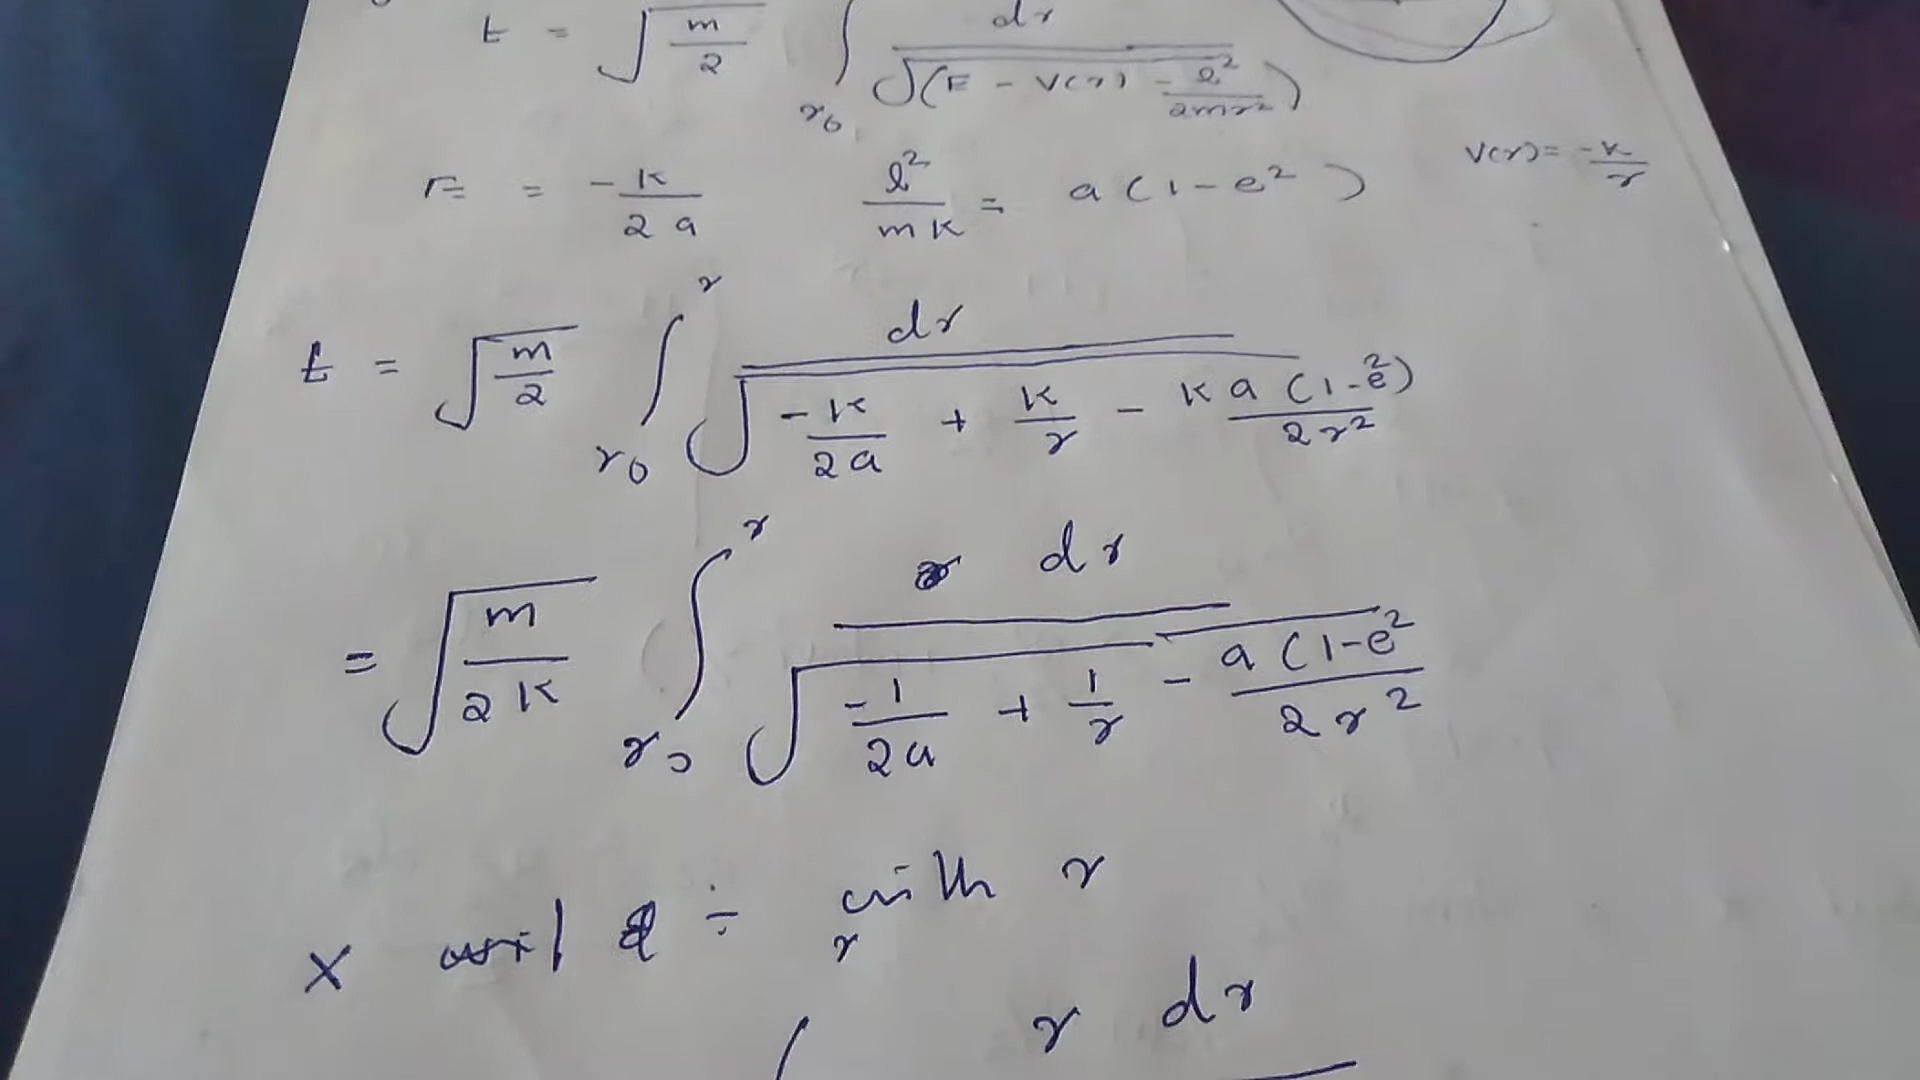 t = √(m/2) ∫_{r₀} dr / √(E - V(r) - l²/2mr²)
E = -k/2a    l²/mk = a(1-e²)    V(r) = -k/r
t = √(m/2) ∫_{r₀}^{r} dr / √(-k/2a + k/r - ka(1-e²)/2r²)
= √(m/2k) ∫_{r₀}^{r} dr / √(-1/2a + 1/r - a(1-e²/2r²
× ÷ with r
r
∫ r dr